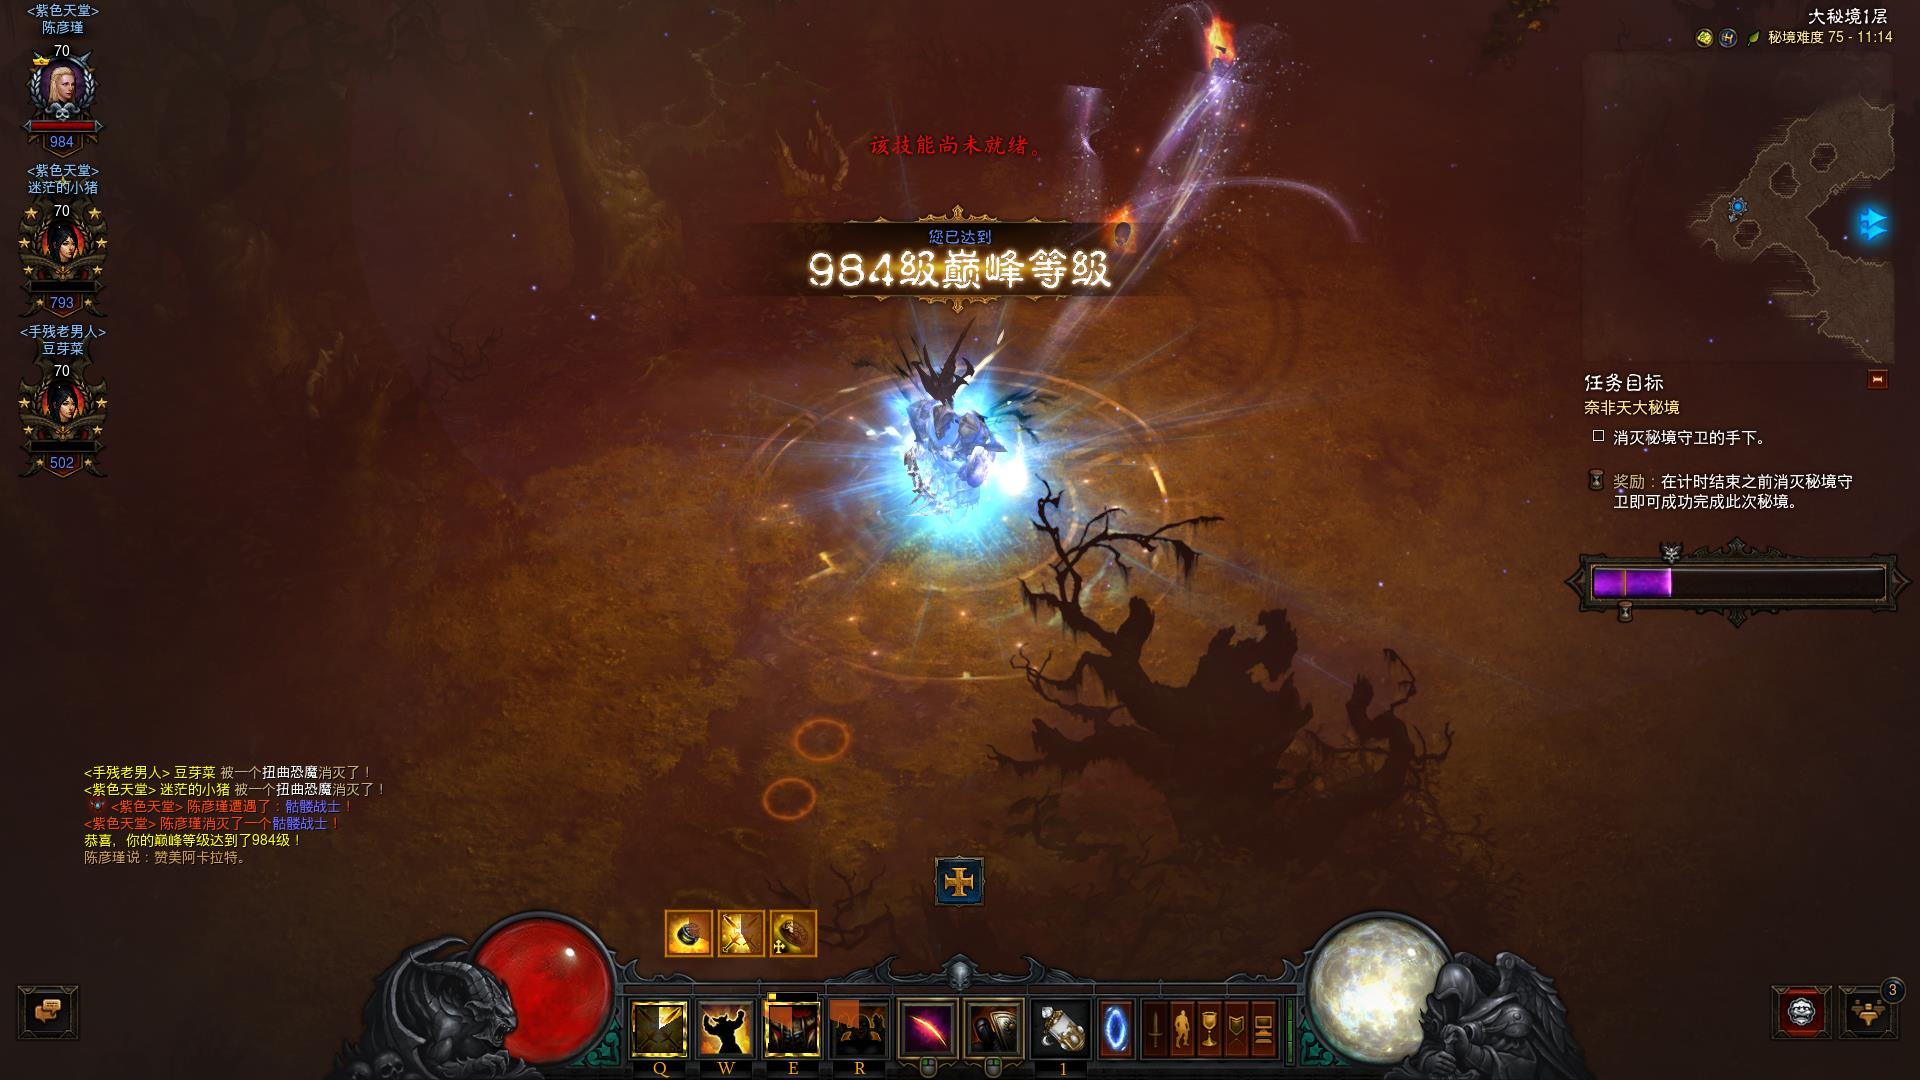 <紫色天堂>
陈彦瑾
70
984
<紫色天堂>
迷茫的小猪
70
793
<手残老男人>
豆芽菜
70
502
大秘境1层
秘境难度 75 - 11:14
该技能尚未就绪。
您已达到
984级巅峰等级
任务目标
奈非天大秘境
消灭秘境守卫的手下。
奖励：在计时结束之前消灭秘境守
卫即可成功完成此次秘境。
<手残老男人> 豆芽菜 被一个扭曲恐魔消灭了！
<紫色天堂> 迷茫的小猪 被一个扭曲恐魔消灭了！
<紫色天堂> 陈彦瑾遭遇了：骷髅战士！
<紫色天堂> 陈彦瑾消灭了一个骷髅战士！
恭喜，你的巅峰等级达到了984级！
陈彦瑾说：赞美阿卡拉特。
Q W E R 1
3